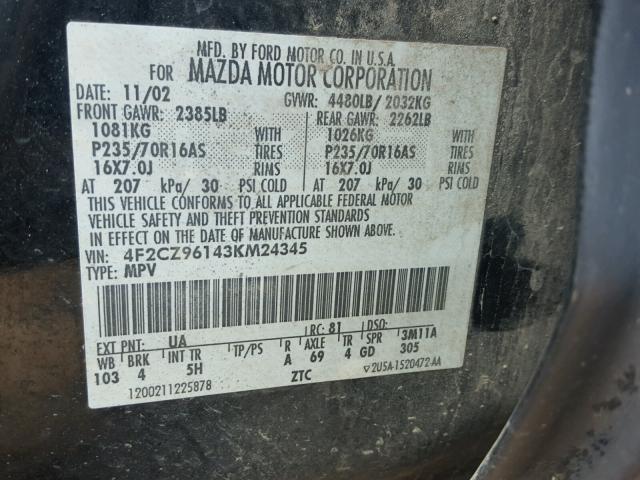 MFD. BY FORD MOTOR CO. IN U.S.A.
FOR MAZDA MOTOR CORPORATION
DATE: 11/02 GVWR: 4480LB/ 2032KG
FRONT GAWR: 2385LB REAR GAWR: 2262LB
1081KG WITH 1026KG WITH
P235/70R16AS TIRES P235/70R16AS TIRES
16X7.0J RIMS 16X7.0J RIMS
AT 207 kPa/ 30 PSI COLD AT 207 kPa/ 30 PSI COLD
THIS VEHICLE CONFORMS TO ALL APPLICABLE FEDERAL MOTOR
VEHICLE SAFETY AND THEFT PREVENTION STANDARDS
IN EFFECT ON THE DATE OF MANUFACTURE SHOWN ABOVE.
VIN: 4F2CZ96143KM24345
TYPE: MPV
EXT PNT: UA RC: 81 DSO:
WB BRK INT TR TP/PS R AXLE TR SPR 3M11A
103 4 5H A 69 4 GD 305
1200211225878 ZTC ▽2U5A-1520472-AA